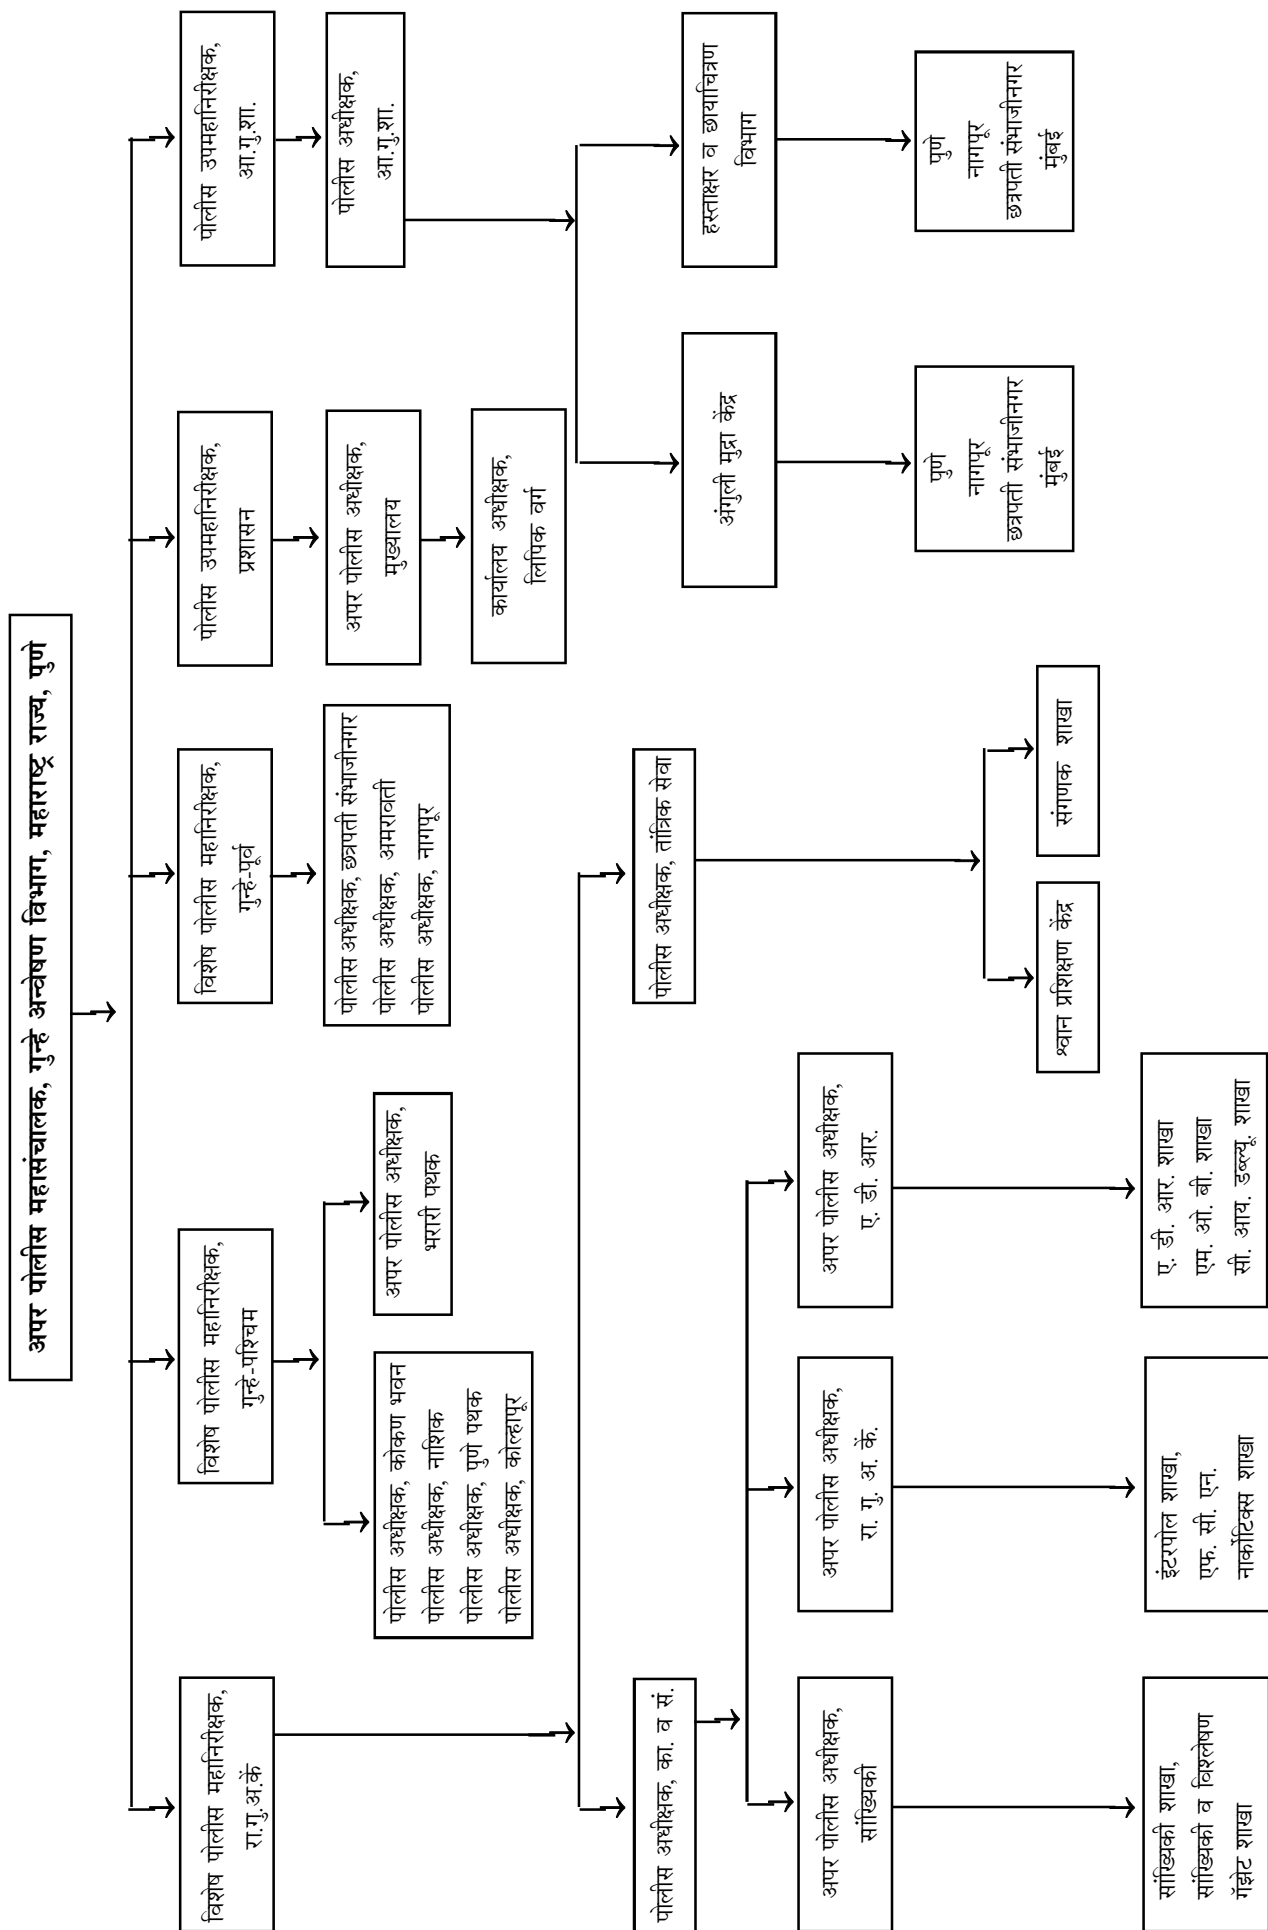 अपर पोलीस महासंचालक, गुन्हे अन्वेषण विभाग, महाराष्ट्र राज्य, पुणे
विशेष पोलीस महानिरीक्षक,
रा.गु.अ.कें
विशेष पोलीस महानिरीक्षक,
गुन्हे-पश्चिम
विशेष पोलीस महानिरीक्षक,
गुन्हे-पूर्व
पोलीस उपमहानिरीक्षक,
प्रशासन
पोलीस उपमहानिरीक्षक,
आ.गु.शा.
पोलीस अधीक्षक, कोकण भवन
पोलीस अधीक्षक, नाशिक
पोलीस अधीक्षक, पुणे पथक
पोलीस अधीक्षक, कोल्हापूर
अपर पोलीस अधीक्षक,
भरारी पथक
पोलीस अधीक्षक, छत्रपती संभाजीनगर
पोलीस अधीक्षक, अमरावती
पोलीस अधीक्षक, नागपूर
अपर पोलीस अधीक्षक,
मुख्यालय
पोलीस अधीक्षक,
आ.गु.शा.
कार्यालय अधीक्षक,
लिपिक वर्ग
पोलीस अधीक्षक, का. व सं.
पोलीस अधीक्षक, तांत्रिक सेवा
अंगुली मुद्रा केंद्र
हस्ताक्षर व छायाचित्रण
विभाग
अपर पोलीस अधीक्षक,
सांख्यिकी
अपर पोलीस अधीक्षक,
रा. गु. अ. कें.
अपर पोलीस अधीक्षक,
ए. डी. आर.
पुणे
नागपूर
छत्रपती संभाजीनगर
मुंबई
पुणे
नागपूर
छत्रपती संभाजीनगर
मुंबई
श्वान प्रशिक्षण केंद्र
संगणक शाखा
सांख्यिकी शाखा,
सांख्यिकी व विश्लेषण
गॅझेट शाखा
इंटरपोल शाखा,
एफ. सी. एन.
नार्कोटिक्स शाखा
ए. डी. आर. शाखा
एम. ओ. बी. शाखा
सी. आय. डब्ल्यू. शाखा